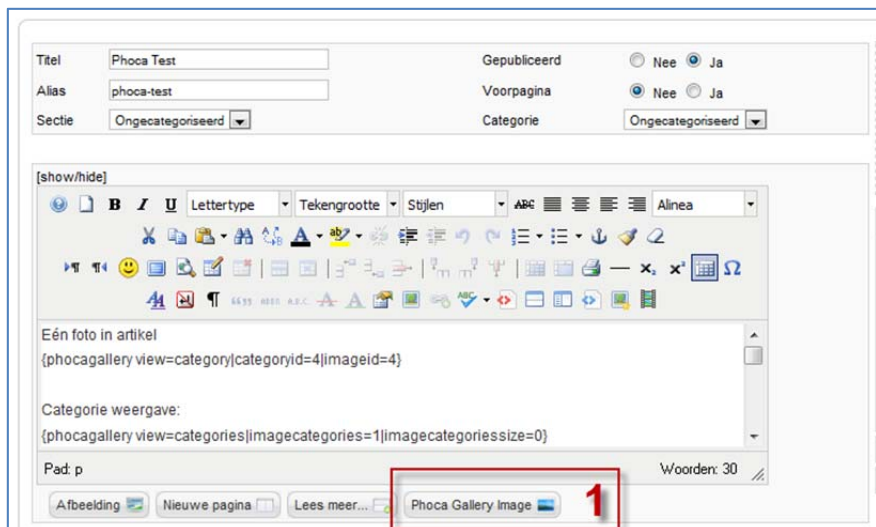 Titel Phoca Test Gepubliceerd Nee Ja
Alias phoca-test Voorpagina Nee Ja
Sectie Ongecategoriseerd Categorie Ongecategoriseerd
[show/hide]
B I U Lettertype Tekengrootte Stijlen ABC Alinea
Eén foto in artikel
{phocagallery view=category|categoryid=4|imageid=4}
Categorie weergave:
{phocagallery view=categories|imagecategories=1|imagecategoriessize=0}
Pad: p Woorden: 30
Afbeelding Nieuwe pagina Lees meer... Phoca Gallery Image 1